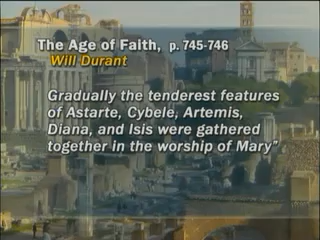 The Age of Faith, p. 745-746
Will Durant
Gradually the tenderest features
of Astarte, Cybele, Artemis,
Diana, and Isis were gathered
together in the worship of Mary"